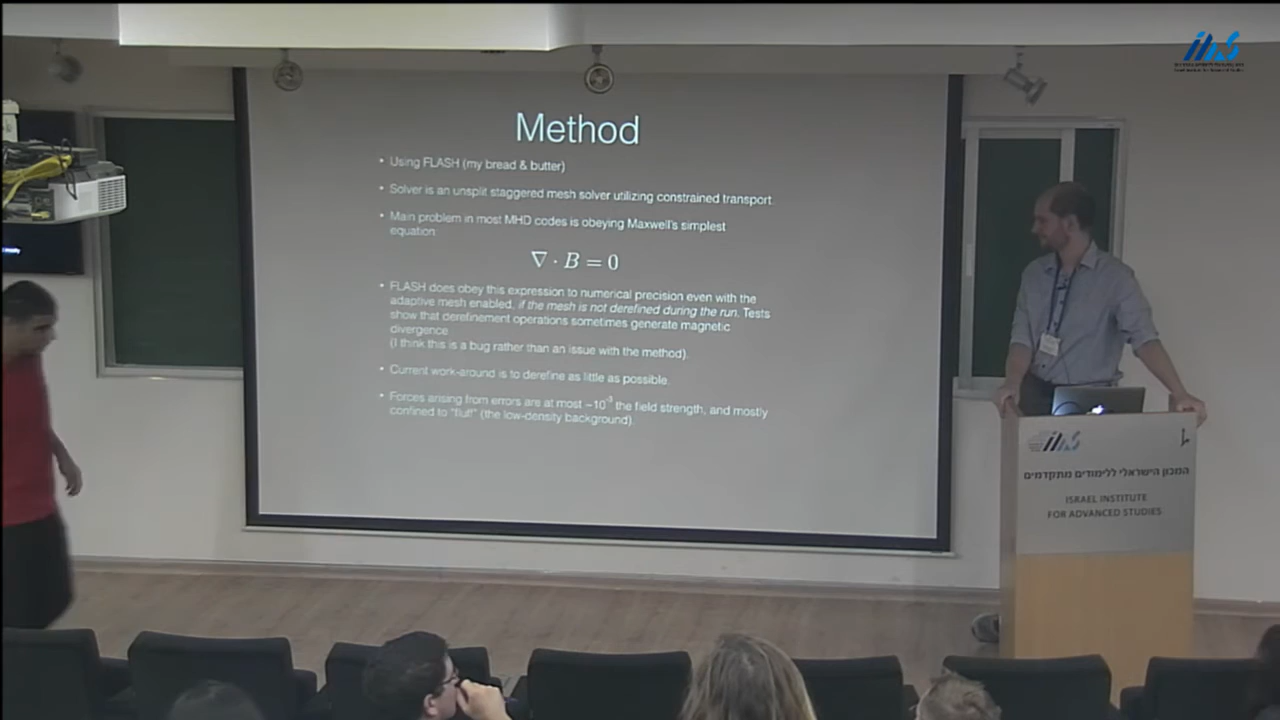 Method
• Using FLASH (my bread & butter)
• Solver is an unsplit staggered mesh solver utilizing constrained transport.
• Main problem in most MHD codes is obeying Maxwell's simplest
equation:
∇ · B = 0
• FLASH does obey this expression to numerical precision even with the
adaptive mesh enabled, if the mesh is not derefined during the run. Tests
show that derefinement operations sometimes generate magnetic
divergence
(I think this is a bug rather than an issue with the method).
• Current work-around is to derefine as little as possible.
• Forces arising from errors are at most ~10⁻³ the field strength, and mostly
confined to "fluff" (the low-density background).
המכון הישראלי ללימודים מתקדמים
ISRAEL INSTITUTE
FOR ADVANCED STUDIES